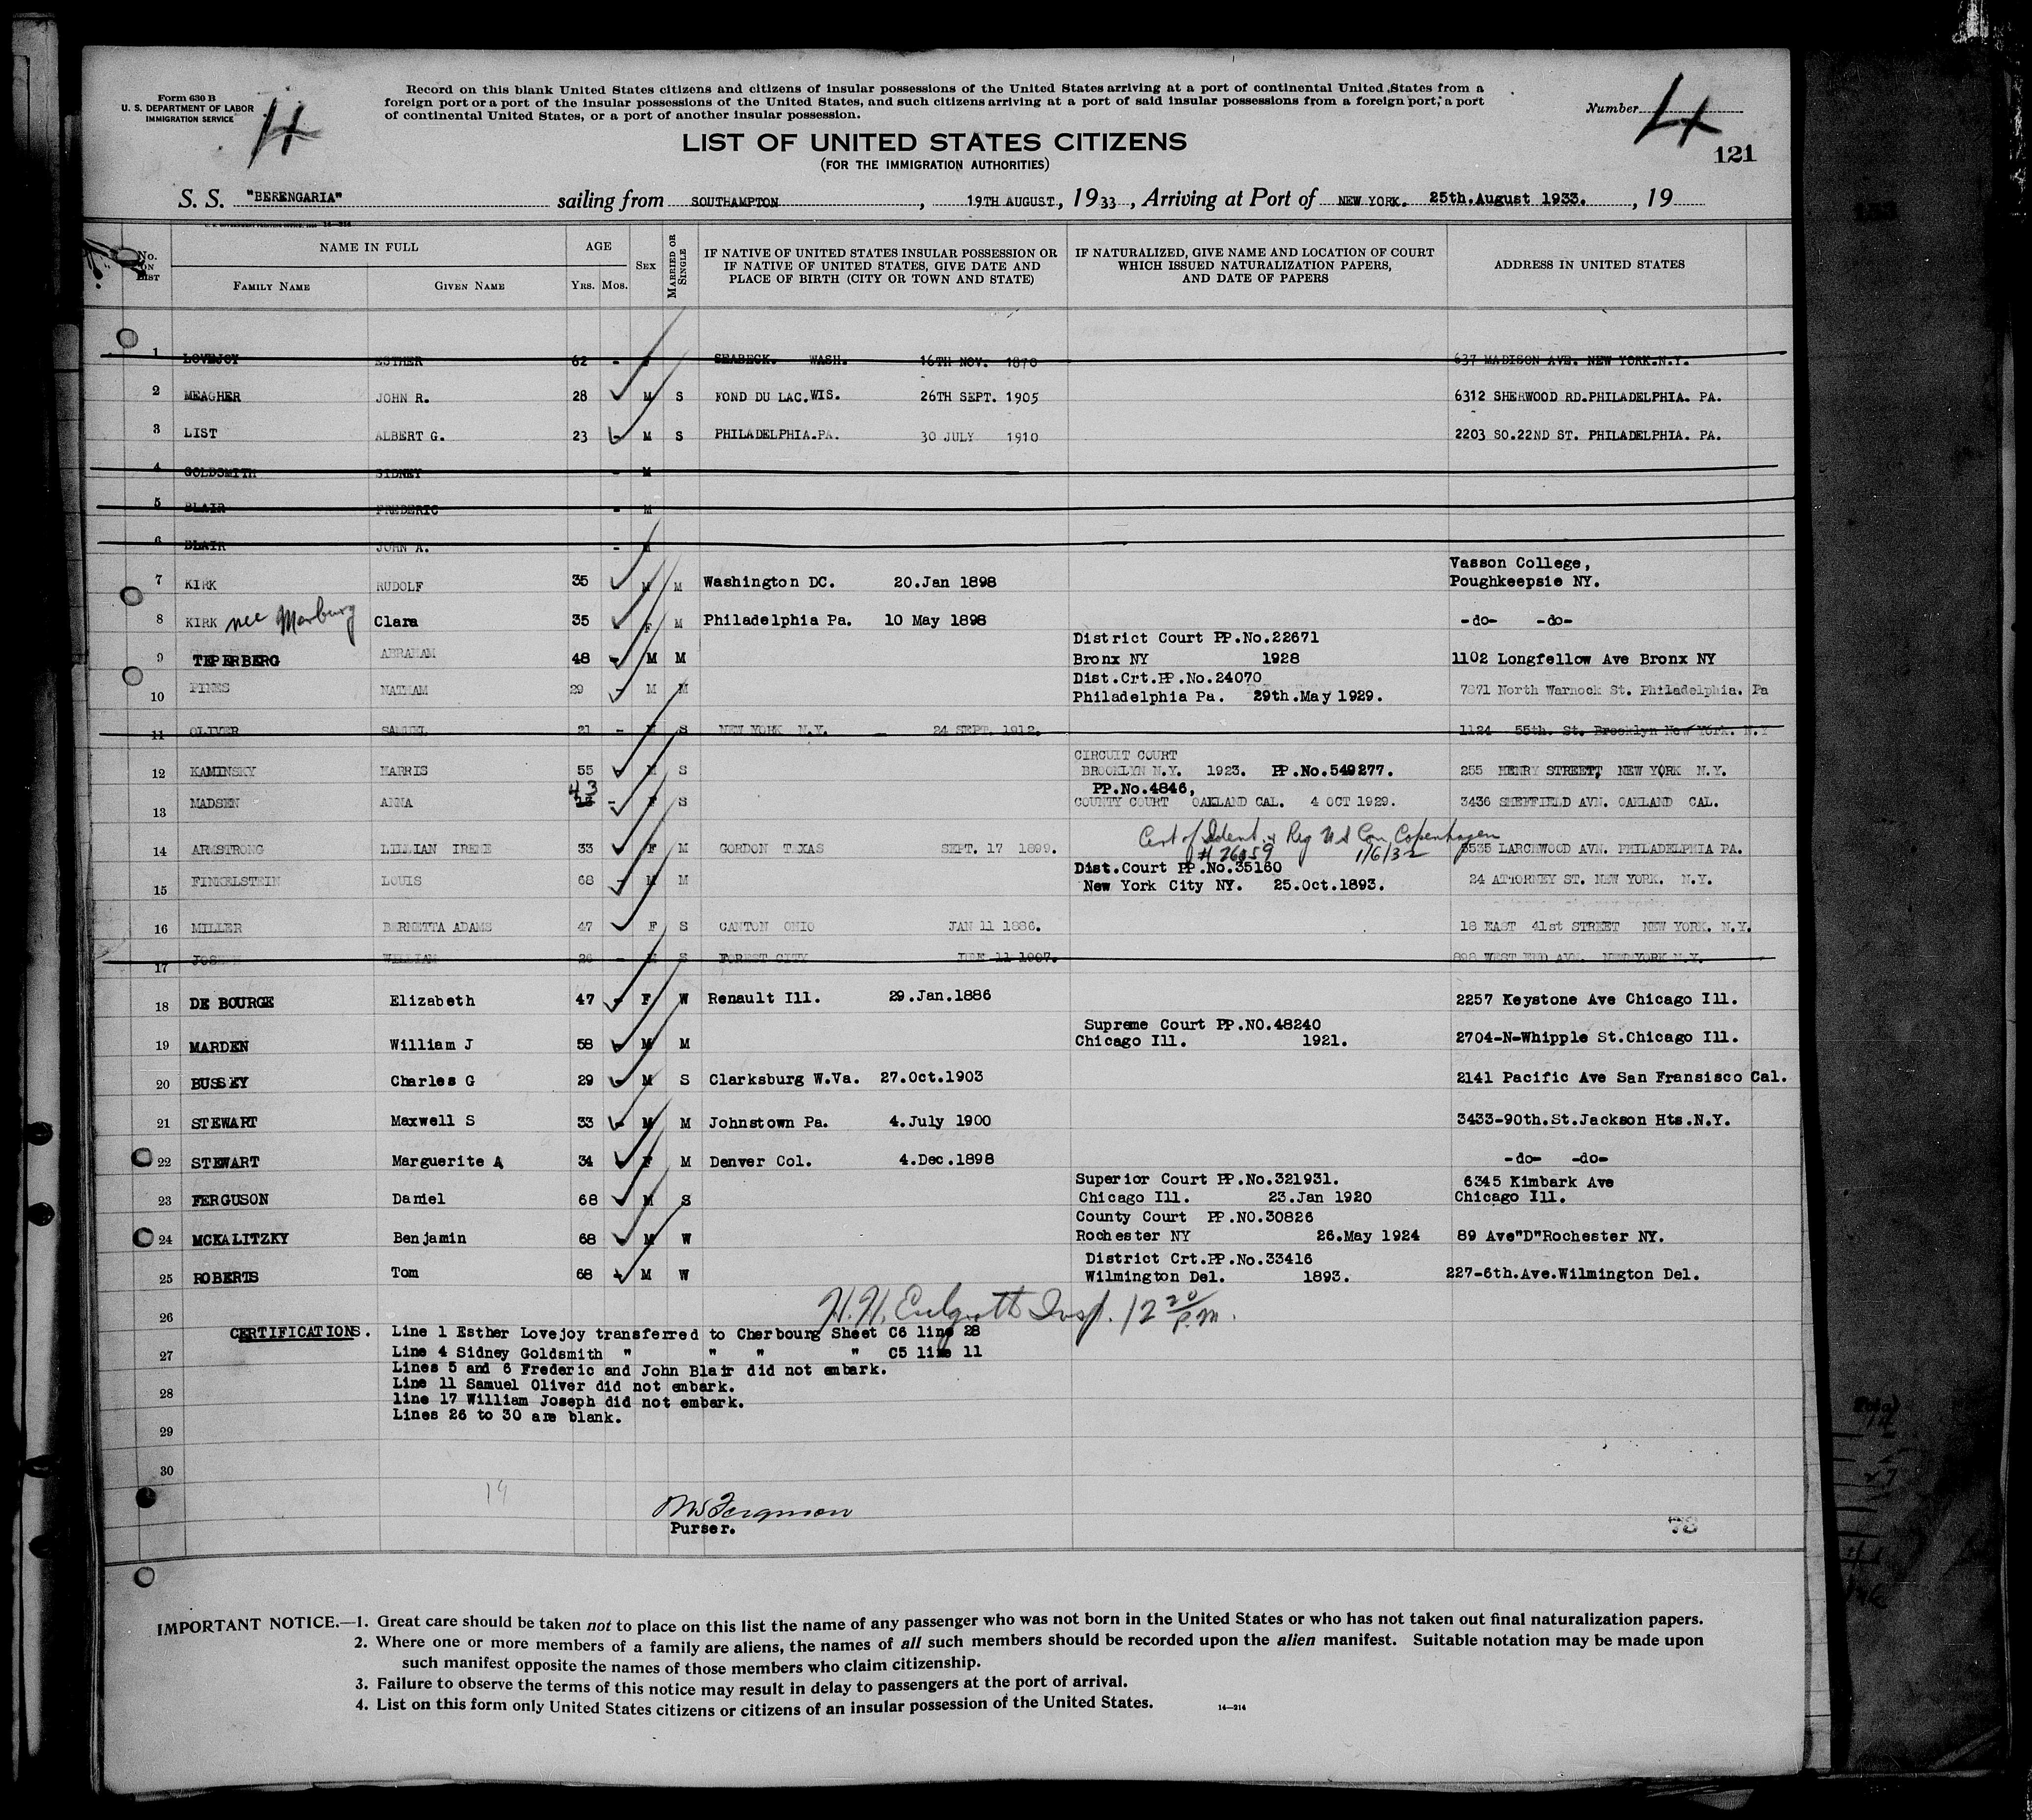 Form 630 B
U. S. DEPARTMENT OF LABOR
IMMIGRATION SERVICE
4
Record on this blank United States citizens and citizens of insular possessions of the United States arriving at a port of continental United States from a
foreign port or a port of the insular possessions of the United States, and such citizens arriving at a port of said insular possessions from a foreign port, a port
of continental United States, or a port of another insular possession.
Number 4
121
LIST OF UNITED STATES CITIZENS
(FOR THE IMMIGRATION AUTHORITIES)
S. S. "BERENGARIA" sailing from SOUTHAMPTON , 19TH AUGUST, 1933 , Arriving at Port of NEW YORK. 25th.August 1933. , 19
No. ON LIST
NAME IN FULL
FAMILY NAME GIVEN NAME
AGE
YRS. MOS.
SEX
MARRIED OR SINGLE
IF NATIVE OF UNITED STATES INSULAR POSSESSION OR
IF NATIVE OF UNITED STATES, GIVE DATE AND
PLACE OF BIRTH (CITY OR TOWN AND STATE)
IF NATURALIZED, GIVE NAME AND LOCATION OF COURT
WHICH ISSUED NATURALIZATION PAPERS,
AND DATE OF PAPERS
ADDRESS IN UNITED STATES
1 LOVEJOY ESTHER 62 - F SEABECK. WASH. 16TH NOV. 1870 637 MADISON AVE. NEW YORK.N.Y.
2 MEAGHER JOHN R. 28 - M S FOND DU LAC.WIS. 26TH SEPT. 1905 6312 SHERWOOD RD.PHILADELPHIA. PA.
3 LIST ALBERT G. 23 - M S PHILADELPHIA.PA. 30 JULY 1910 2203 SO.22ND ST. PHILADELPHIA. PA.
4 GOLDSMITH SIDNEY - M
5 BLAIR FREDERIC - M
6 BLAIR JOHN A. - M
Vasson College,
7 KIRK RUDOLF 35 - M M Washington DC. 20.Jan 1898 Poughkeepsie NY.
8 KIRK nee Marburg Clara 35 - F M Philadelphia Pa. 10 May 1898 -do- -do-
District Court PP.No.22671
9 TEPERBERG ABRAHAM 48 - M M Bronx NY 1928 1102 Longfellow Ave Bronx NY
Dist.Crt.PP.No.24070
10 PINES NATHAM 29 - M M Philadelphia Pa. 29th.May 1929. 7871 North Warnock St. Philadelphia. Pa
11 OLIVER SAMUEL 21 - M S NEW YORK N.Y. 24 SEPT. 1912. 1124 55th. St. Brooklyn New York. N.Y
CIRCUIT COURT
12 KAMINSKY HARRIS 55 - M S BROOKLYN N.Y. 1923. PP.No.549277. 255 HENRY STREET, NEW YORK N.Y.
43
PP.No.4846,
13 MADSEN ANNA - F S COUNTY COURT OAKLAND CAL. 4 OCT 1929. 3436 SHEFFIELD AVN. OAKLAND CAL.
Cert of Ident & Reg U S Con Copenhagen
14 ARMSTRONG LILLIAN IRENE 33 - F M GORDON TEXAS SEPT. 17 1899. # 26059 1/6/32 5535 LARCHWOOD AVN. PHILADELPHIA PA.
Dist.Court PP.No.35160
15 FINKELSTEIN LOUIS 68 - M M New York City NY. 25.Oct.1893. 24 ATTORNEY ST. NEW YORK. N.Y.
16 MILLER BERNETTA ADAMS 47 F S CANTON OHIO JAN 11 1886. 18 EAST 41st STREET NEW YORK. N.Y.
17 JOSEPH WILLIAM 26 - M S FOREST CITY JUNE 11 1907. 898 WEST END AVN. NEWYORK N.Y.
18 DE BOURGE Elizabeth 47 - F W Renault Ill. 29.Jan.1886 2257 Keystone Ave Chicago Ill.
Supreme Court PP.NO.48240
19 MARDEN William J 58 - M M Chicago Ill. 1921. 2704-N-Whipple St.Chicago Ill.
20 BUSSEY Charles G 29 - M S Clarksburg W.Va. 27.Oct.1903 2141 Pacific Ave San Fransisco Cal.
21 STEWART Maxwell S 33 - M M Johnstown Pa. 4.July 1900 3433-90th.St.Jackson Hts.N.Y.
22 STEWART Marguerite A 34 - F M Denver Col. 4.Dec.1898 -do- -do-
Superior Court PP.No.321931. 6345 Kimbark Ave
23 FERGUSON Daniel 68 - M S Chicago Ill. 23.Jan 1920 Chicago Ill.
County Court PP.NO.30826
24 MCKALITZKY Benjamin 68 - M W Rochester NY 26.May 1924 89 Ave"D"Rochester NY.
District Crt.PP.No.33416
25 ROBERTS Tom 68 - M W Wilmington Del. 1893. 227-6th.Ave.Wilmington Del.
26 H.H. Insp. 12 20 P.M.
CERTIFICATIONS. Line 1 Esther Lovejoy transferred to Cherbourg Sheet C6 line 28
27 Line 4 Sidney Goldsmith " " " " C5 line 11
Lines 5 and 6 Frederic and John Blair did not embark.
28 Line 11 Samuel Oliver did not embark.
line 17 William Joseph did not embark.
Lines 26 to 30 are blank.
29
30
19
Ferguson
Purser.
78
IMPORTANT NOTICE.—1. Great care should be taken not to place on this list the name of any passenger who was not born in the United States or who has not taken out final naturalization papers.
2. Where one or more members of a family are aliens, the names of all such members should be recorded upon the alien manifest. Suitable notation may be made upon
such manifest opposite the names of those members who claim citizenship.
3. Failure to observe the terms of this notice may result in delay to passengers at the port of arrival.
4. List on this form only United States citizens or citizens of an insular possession of the United States.
14—214